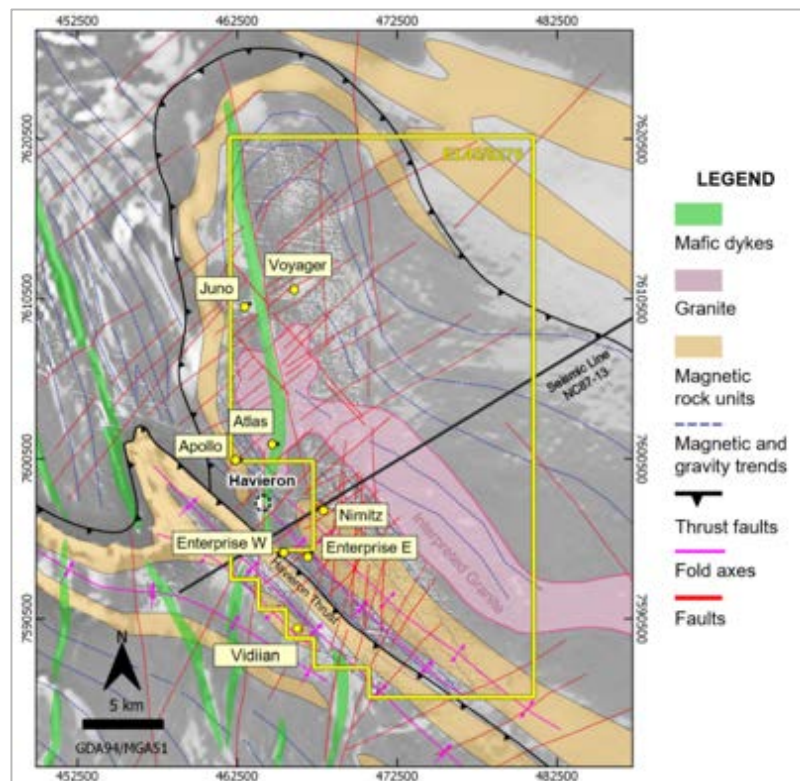 452500
462500
472500
482500
7620500
7620500
Voyager
Juno
7610500
7610500
Seismic Line
NC87-13
Atlas
Apollo
7600500
7600500
Havieron
Nimitz
Enterprise W
Enterprise E
Interpreted Granite
Havieron Thrust
7590500
7590500
Vidiian
N
5 km
GDA94/MGA51
452500
462500
472500
482500
LEGEND
Mafic dykes
Granite
Magnetic
rock units
Magnetic and
gravity trends
Thrust faults
Fold axes
Faults